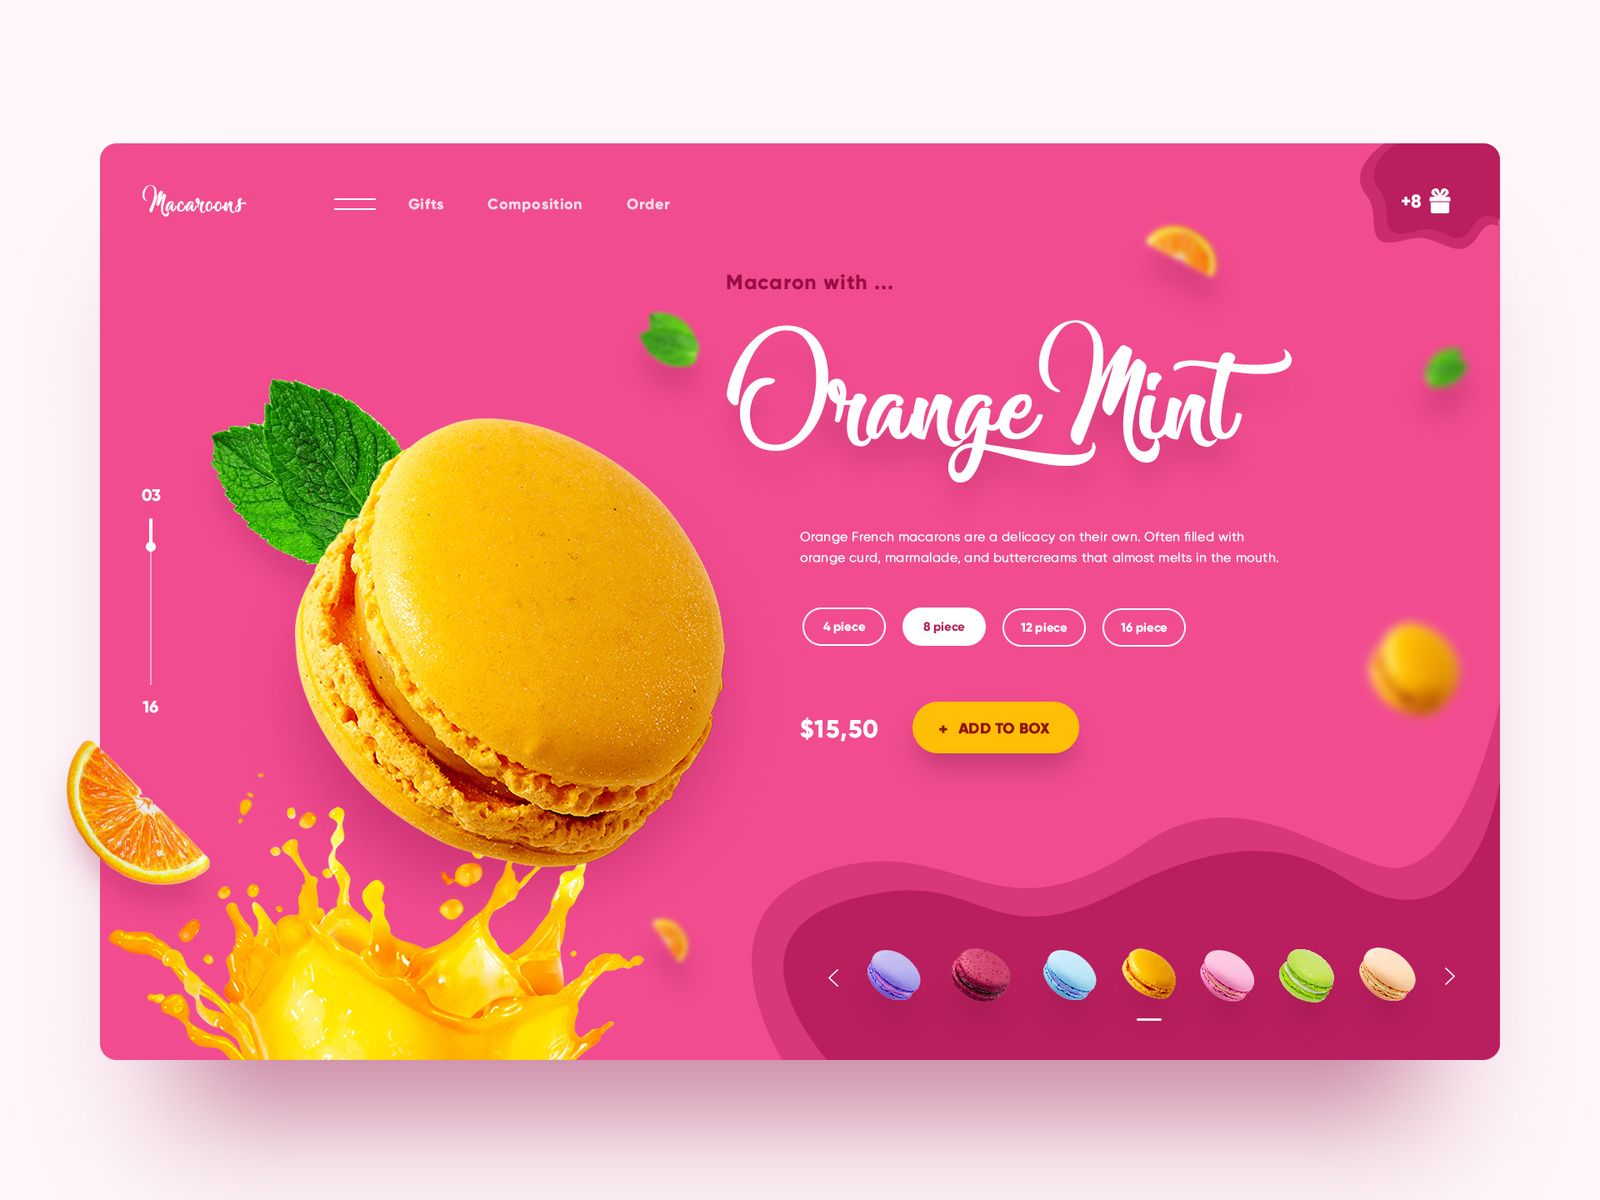 Macaroons
Gifts
Composition
Order
+8
Macaron with ...
Orange Mint
03
16
Orange French macarons are a delicacy on their own. Often filled with
orange curd, marmalade, and buttercreams that almost melts in the mouth.
4 piece
8 piece
12 piece
16 piece
$15,50
+ ADD TO BOX